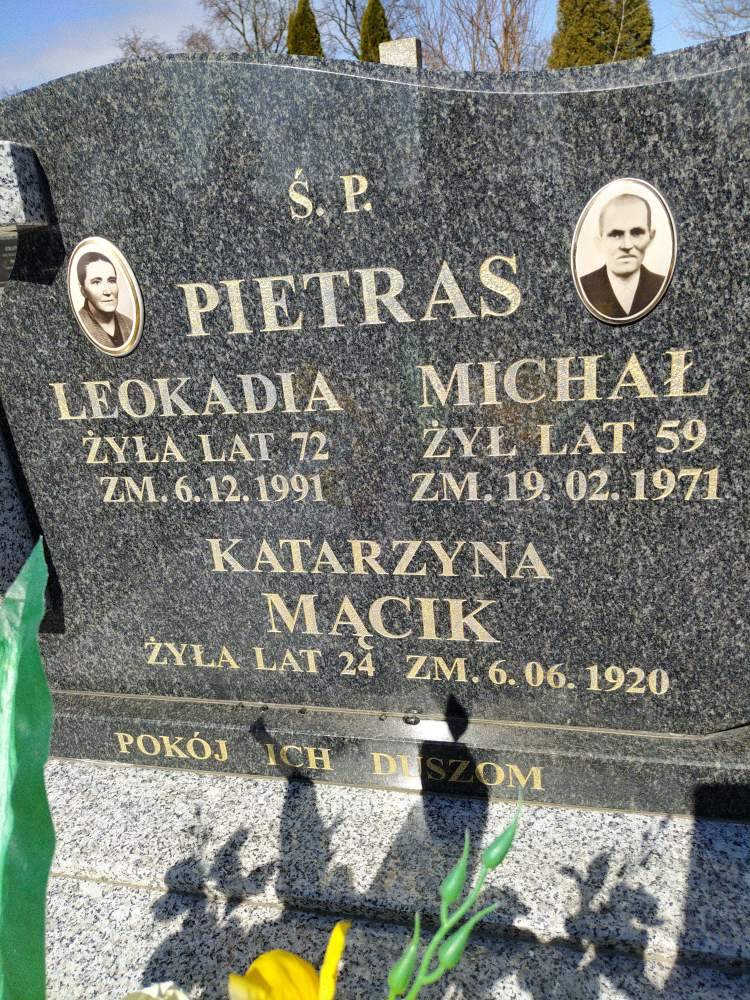 Ś. P.
PIETRAS
LEOKADIA
ŻYŁA LAT 72
ZM. 6.12.1991
MICHAŁ
ŻYŁ LAT 59
ZM. 19.02.1971
KATARZYNA
MĄCIK
ŻYŁA LAT 24 ZM. 6.06.1920
POKÓJ ICH DUSZOM